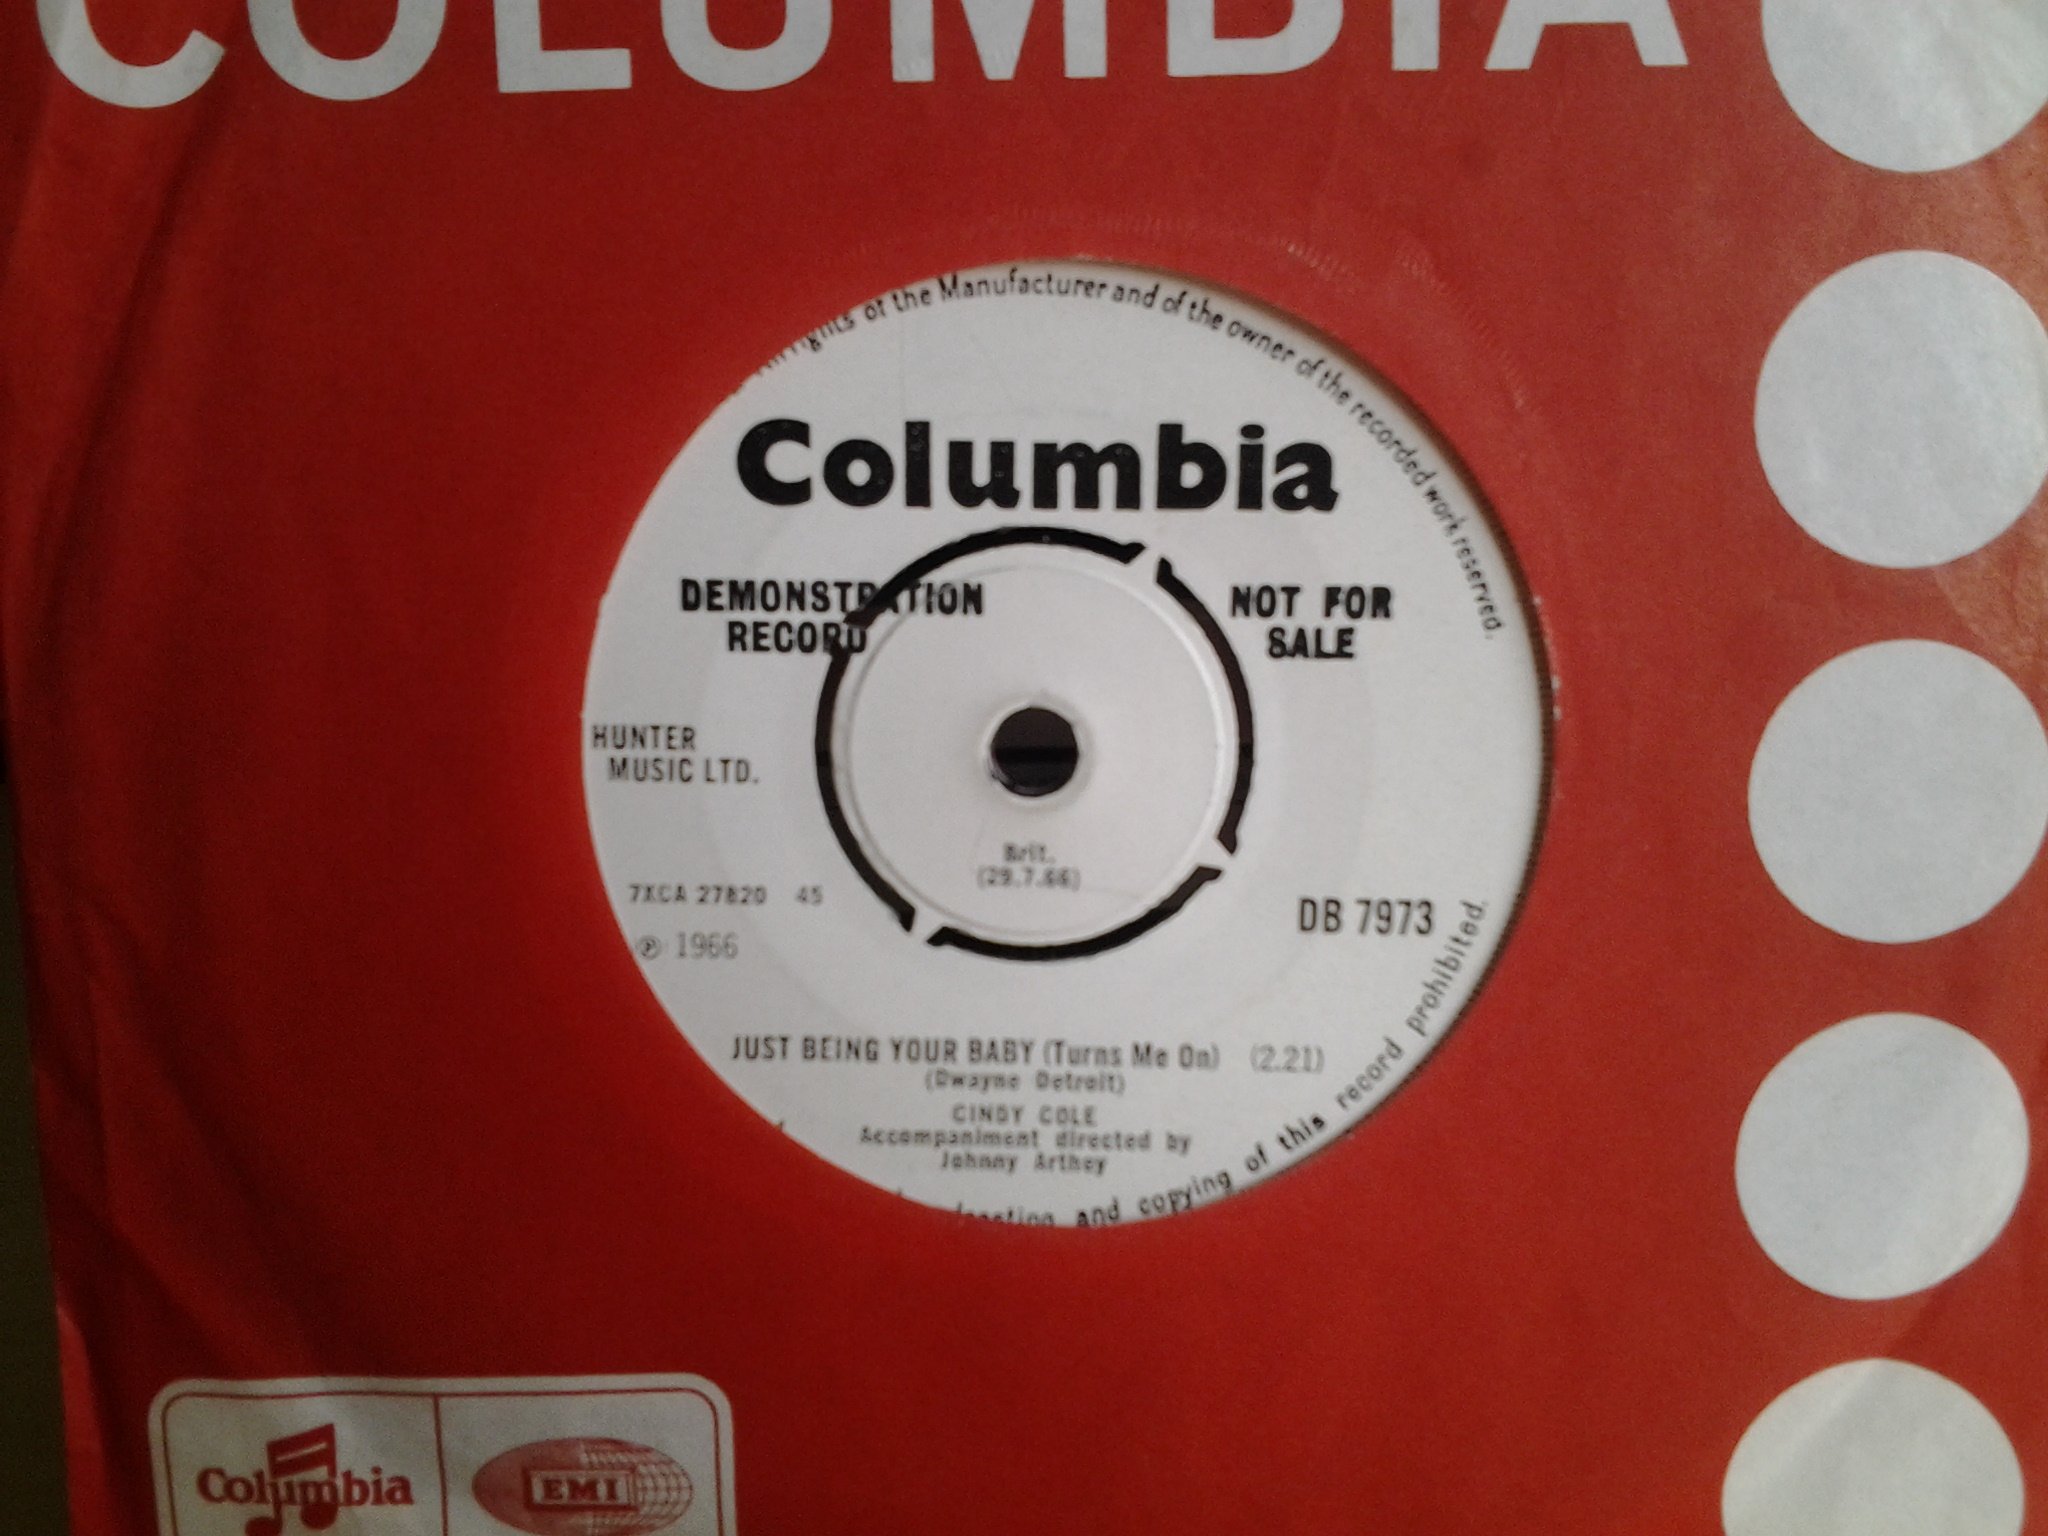 COLUMBIA
rights of the Manufacturer and of the owner of the recorded work reserved.
Columbia
DEMONSTRATION
RECORD
NOT FOR
SALE
HUNTER
MUSIC LTD.
Brit.
(29.7.66)
7XCA 27820 45
℗ 1966
DB 7973
JUST BEING YOUR BABY (Turns Me On) (2.21)
(Dwayne Detroit)
CINDY COLE
Accompaniment directed by
Johnny Arthey
and copying of this record prohibited.
Columbia
EMI